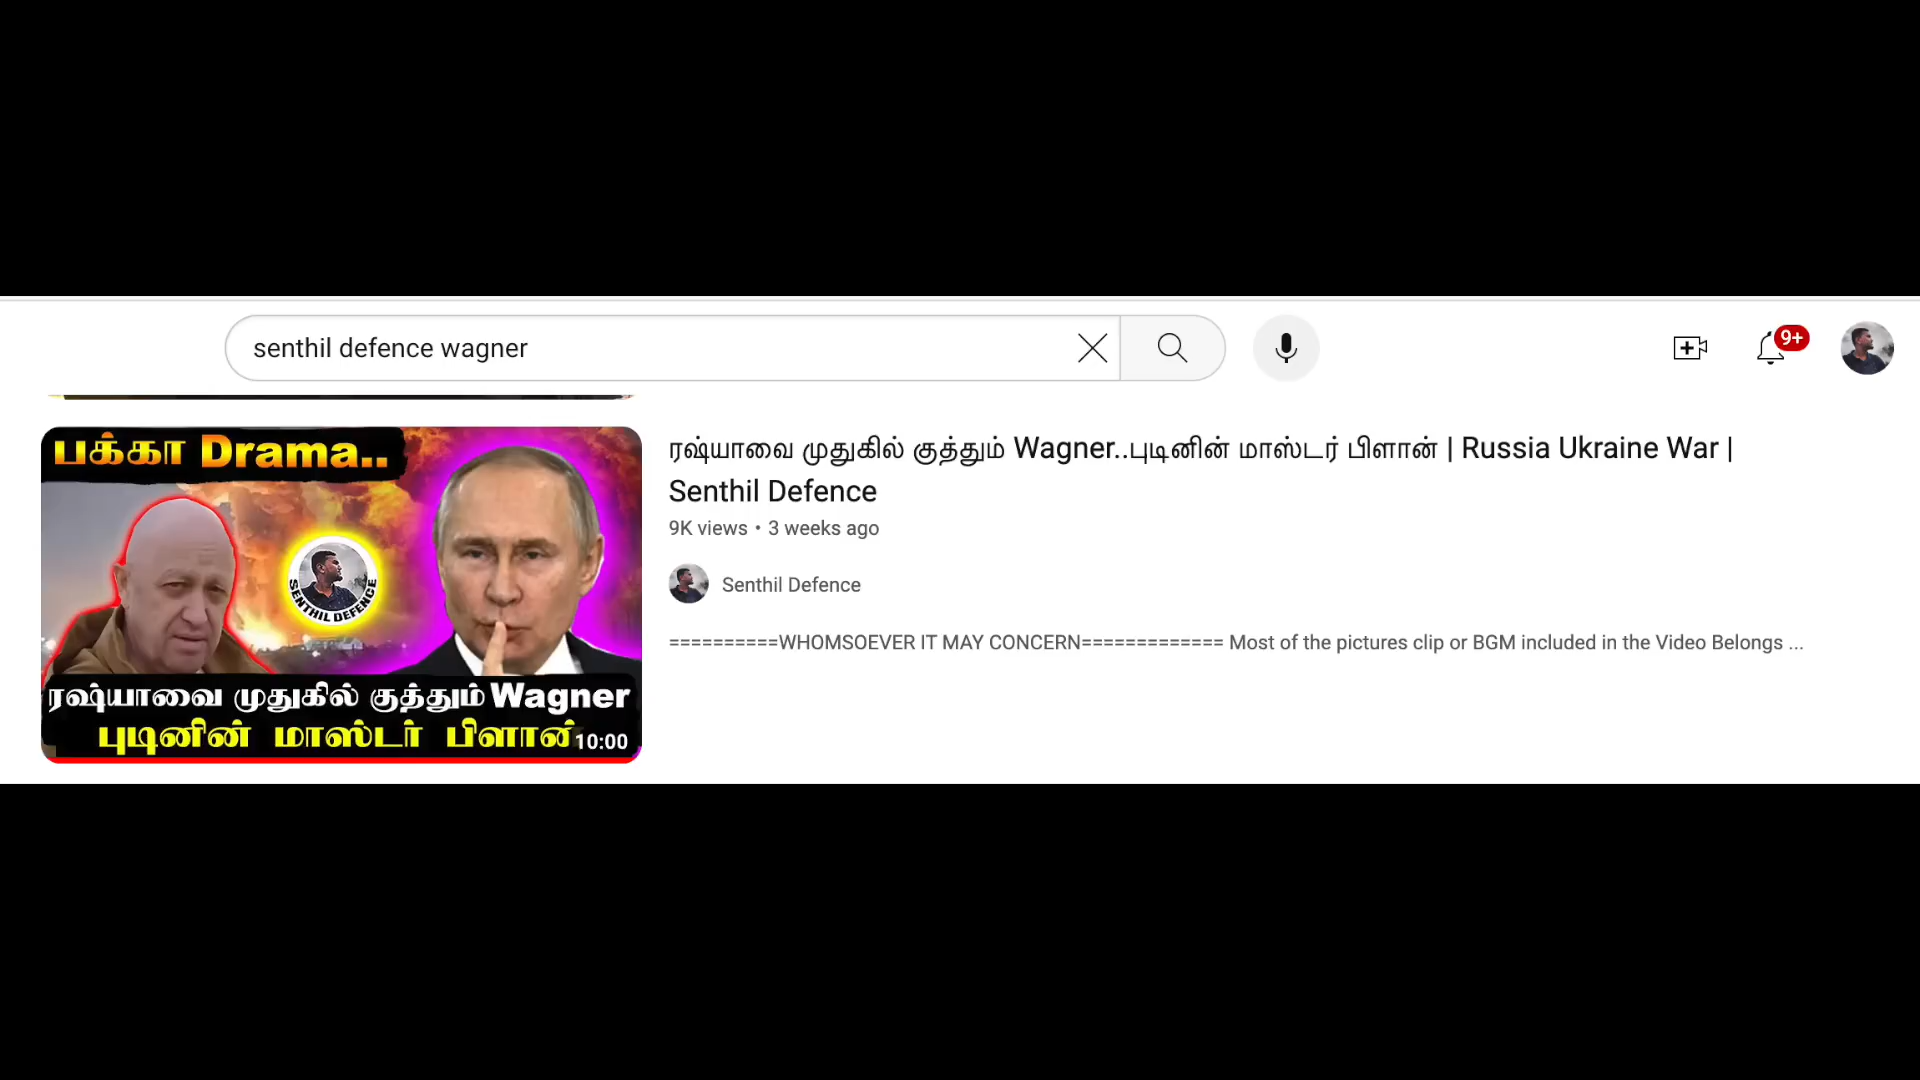 senthil defence wagner
9+
பக்கா Drama..
SENTHIL DEFENCE
ரஷ்யாவை முதுகில் குத்தும் Wagner
புடினின் மாஸ்டர் பிளான்
10:00
ரஷ்யாவை முதுகில் குத்தும் Wagner..புடினின் மாஸ்டர் பிளான் | Russia Ukraine War |
Senthil Defence
9K views • 3 weeks ago
Senthil Defence
==========WHOMSOEVER IT MAY CONCERN============= Most of the pictures clip or BGM included in the Video Belongs ...